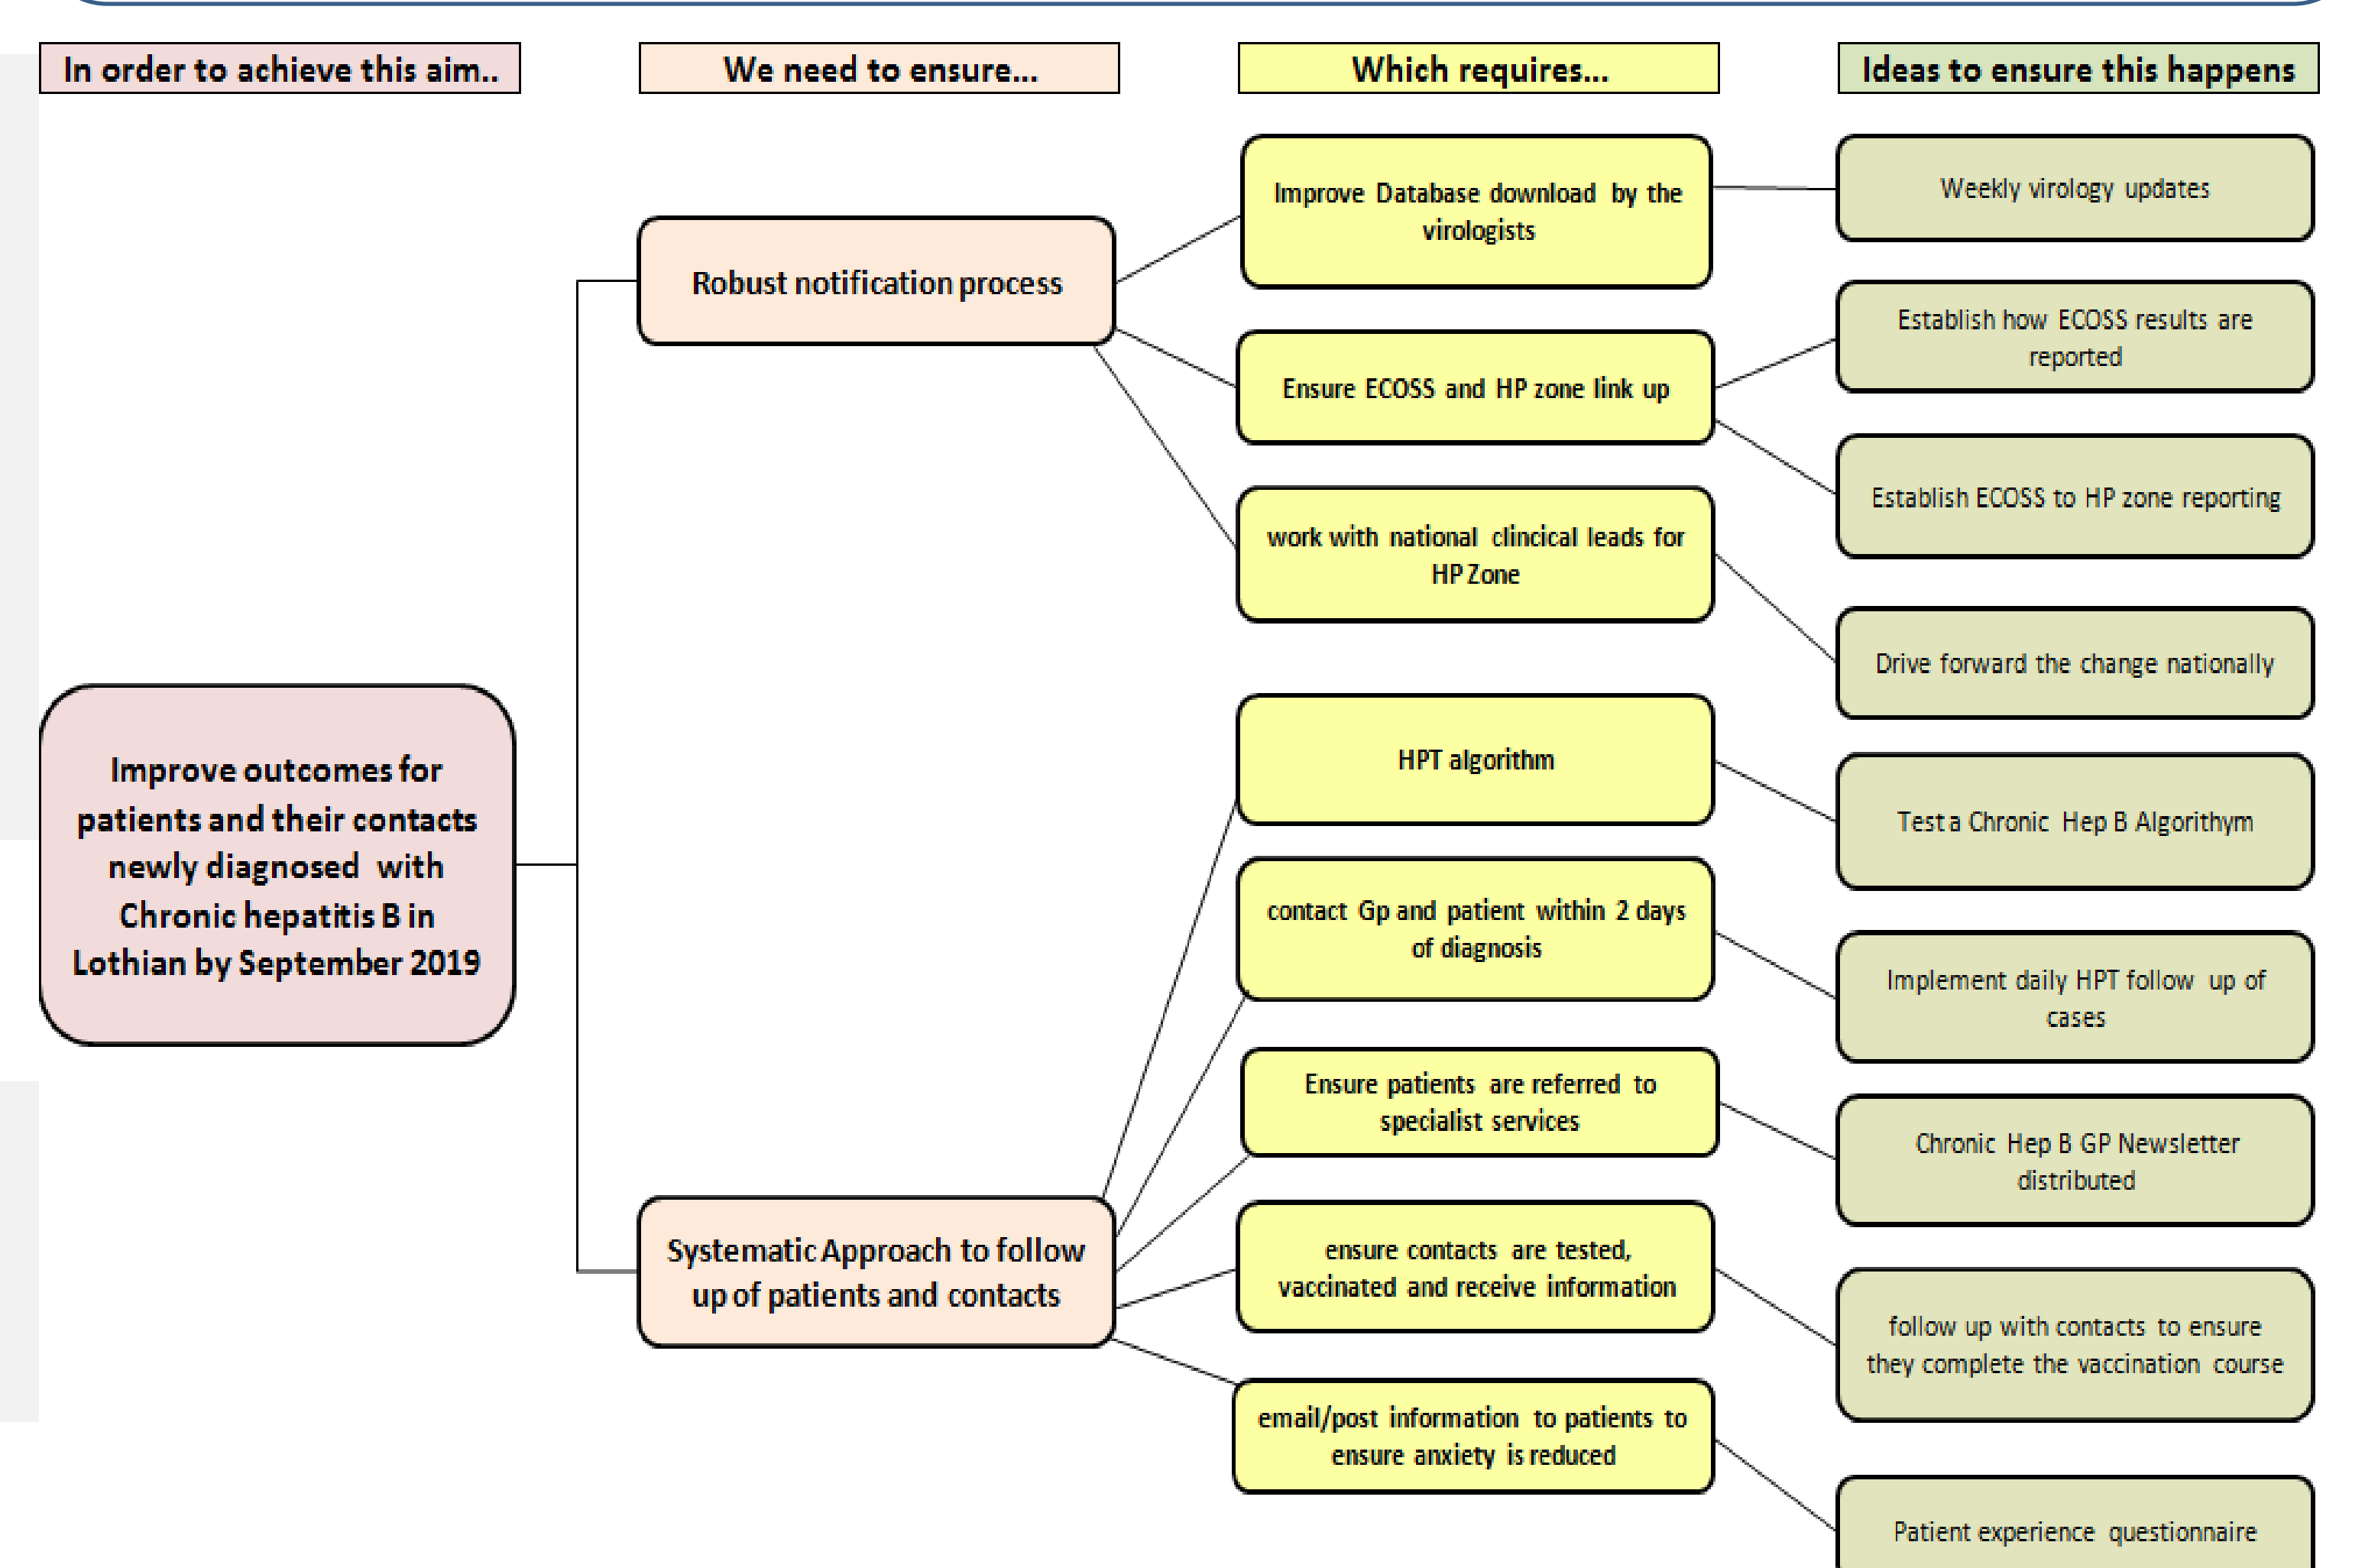 In order to achieve this aim..
We need to ensure...
Which requires...
Ideas to ensure this happens
Improve outcomes for
patients and their contacts
newly diagnosed with
Chronic hepatitis B in
Lothian by September 2019
Robust notification process
Systematic Approach to follow
up of patients and contacts
Improve Database download by the
virologists
Ensure ECOSS and HP zone link up
work with national clincical leads for
HP Zone
HPT algorithm
contact Gp and patient within 2 days
of diagnosis
Ensure patients are referred to
specialist services
ensure contacts are tested,
vaccinated and receive information
email/post information to patients to
ensure anxiety is reduced
Weekly virology updates
Establish how ECOSS results are
reported
Establish ECOSS to HP zone reporting
Drive forward the change nationally
Test a Chronic Hep B Algorithym
Implement daily HPT follow up of
cases
Chronic Hep B GP Newsletter
distributed
follow up with contacts to ensure
they complete the vaccination course
Patient experience questionnaire